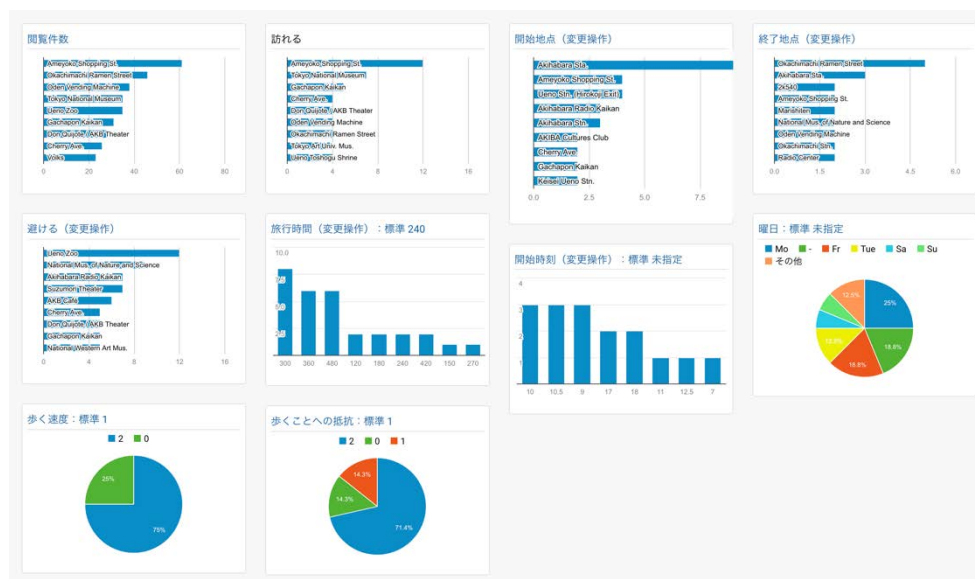 閲覧件数
Ameyoko Shopping St.
Okachimachi Ramen Street
Oden Vending Machine
Tokyo National Museum
Ueno Zoo
Gachapon Kaikan
Don Quijote / AKB Theater
Cherry Ave.
Volks
0 20 40 60 80
訪れる
Ameyoko Shopping St.
Tokyo National Museum
Gachapon Kaikan
Cherry Ave.
Don Quijote / AKB Theater
Oden Vending Machine
Okachimachi Ramen Street
Tokyo Art Univ. Mus.
Ueno Toshogu Shrine
0 4 8 12 16
開始地点（変更操作）
Akihabara Sta.
Ameyoko Shopping St.
Ueno Stn. (Hirokoji Exit)
Akihabara Radio Kaikan
Akihabara Stn.
AKIBA Cultures Club
Cherry Ave.
Gachapon Kaikan
Keisei Ueno Stn.
0.0 2.5 5.0 7.5
終了地点（変更操作）
Okachimachi Ramen Street
Akihabara Sta.
2k540
Ameyoko Shopping St.
Manshiten
National Mus. of Nature and Science
Oden Vending Machine
Okachimachi Stn.
Radio Center
0.0 1.5 3.0 4.5 6.0
避ける（変更操作）
Ueno Zoo
National Mus. of Nature and Science
Akihabara Radio Kaikan
Suzumon Theater
AKB Cafe
Cherry Ave.
Don Quijote / AKB Theater
Gachapon Kaikan
National Western Art Mus.
0 4 8 12 16
旅行時間（変更操作）：標準 240
10.0
7.5
5.0
2.5
300 360 480 120 180 240 420 150 270
開始時刻（変更操作）：標準 未指定
4
3
2
1
10 10.5 9 17 18 11 12.5 7
曜日：標準 未指定
Mo - Fr Tue Sa Su
その他
12.5%
25%
12.5%
18.8%
18.8%
歩く速度：標準 1
2 0
25%
75%
歩くことへの抵抗：標準 1
2 0 1
14.3%
14.3%
71.4%